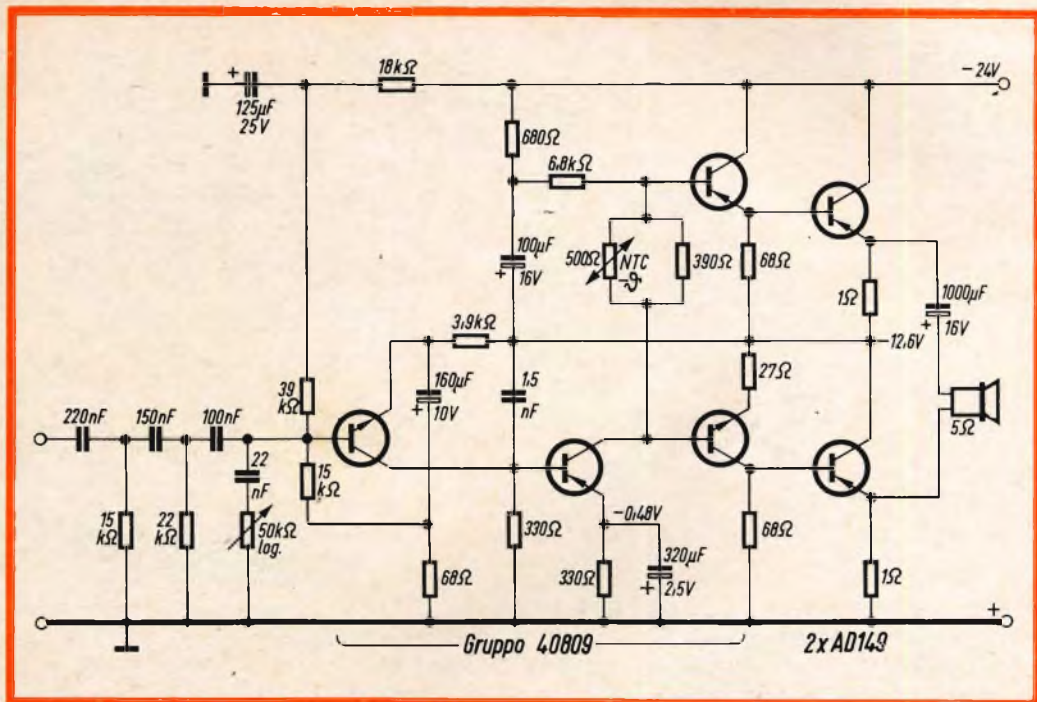 18kΩ
-24V
+
125µF
25V
680Ω
6,8kΩ
100µF
+ 16V
500Ω
NTC
-ϑ
390Ω
68Ω
1Ω
1000µF
+ 16V
3,9kΩ
-12,6V
39
kΩ
160µF
+ 10V
1,5
nF
27Ω
5Ω
220nF
150nF
100nF
22
nF
15
kΩ
15
kΩ
22
kΩ
50kΩ
log.
68Ω
330Ω
-0,48V
330Ω
320µF
+ 2,5V
68Ω
1Ω
+
Gruppo 40809
2x AD149